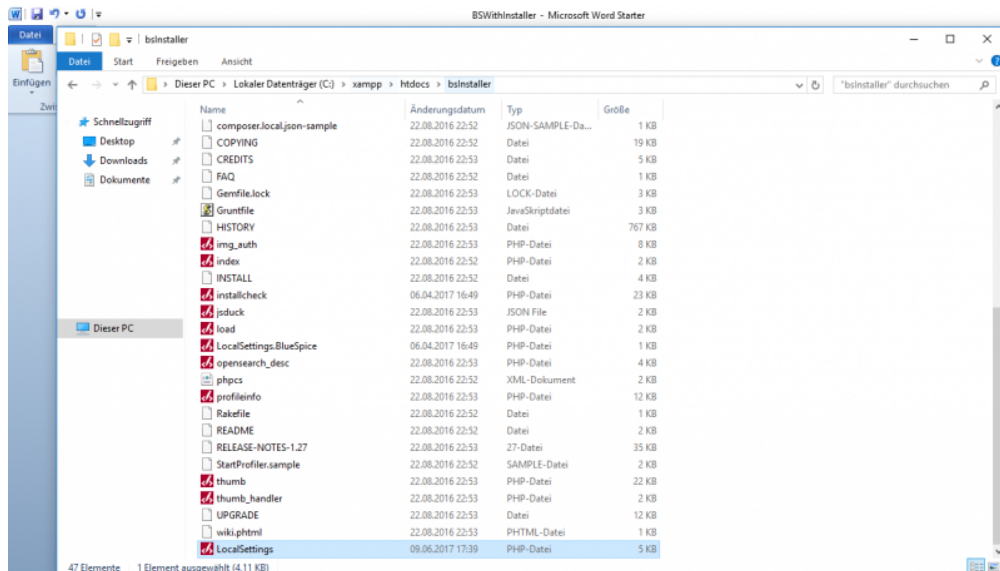 BSWithInstaller - Microsoft Word Starter
Datei
Einfügen
bsInstaller
Datei Start Freigeben Ansicht
Dieser PC > Lokaler Datenträger (C:) > xampp > htdocs > bsInstaller
"bsInstaller" durchsuchen
Schnellzugriff
Desktop
Downloads
Dokumente
Dieser PC
Name Änderungsdatum Typ Größe
composer.local.json-sample 22.08.2016 22:52 JSON-SAMPLE-Da... 1 KB
COPYING 22.08.2016 22:52 Datei 19 KB
CREDITS 22.08.2016 22:53 Datei 5 KB
FAQ 22.08.2016 22:52 Datei 1 KB
Gemfile.lock 22.08.2016 22:53 LOCK-Datei 3 KB
Gruntfile 22.08.2016 22:53 JavaSkriptdatei 3 KB
HISTORY 22.08.2016 22:53 Datei 767 KB
img_auth 22.08.2016 22:53 PHP-Datei 8 KB
index 22.08.2016 22:52 PHP-Datei 2 KB
INSTALL 22.08.2016 22:52 Datei 4 KB
installcheck 06.04.2017 16:49 PHP-Datei 23 KB
jsduck 22.08.2016 22:53 JSON File 2 KB
load 22.08.2016 22:53 PHP-Datei 2 KB
LocalSettings.BlueSpice 06.04.2017 16:49 PHP-Datei 1 KB
opensearch_desc 22.08.2016 22:53 PHP-Datei 4 KB
phpcs 22.08.2016 22:52 XML-Dokument 2 KB
profileinfo 22.08.2016 22:53 PHP-Datei 12 KB
Rakefile 22.08.2016 22:52 Datei 1 KB
README 22.08.2016 22:52 Datei 2 KB
RELEASE-NOTES-1.27 22.08.2016 22:53 27-Datei 35 KB
StartProfiler.sample 22.08.2016 22:52 SAMPLE-Datei 2 KB
thumb 22.08.2016 22:53 PHP-Datei 22 KB
thumb_handler 22.08.2016 22:53 PHP-Datei 2 KB
UPGRADE 22.08.2016 22:53 Datei 12 KB
wiki.phtml 22.08.2016 22:53 PHTML-Datei 1 KB
LocalSettings 09.06.2017 17:39 PHP-Datei 5 KB
47 Elemente 1 Element ausgewählt (4,11 KB)